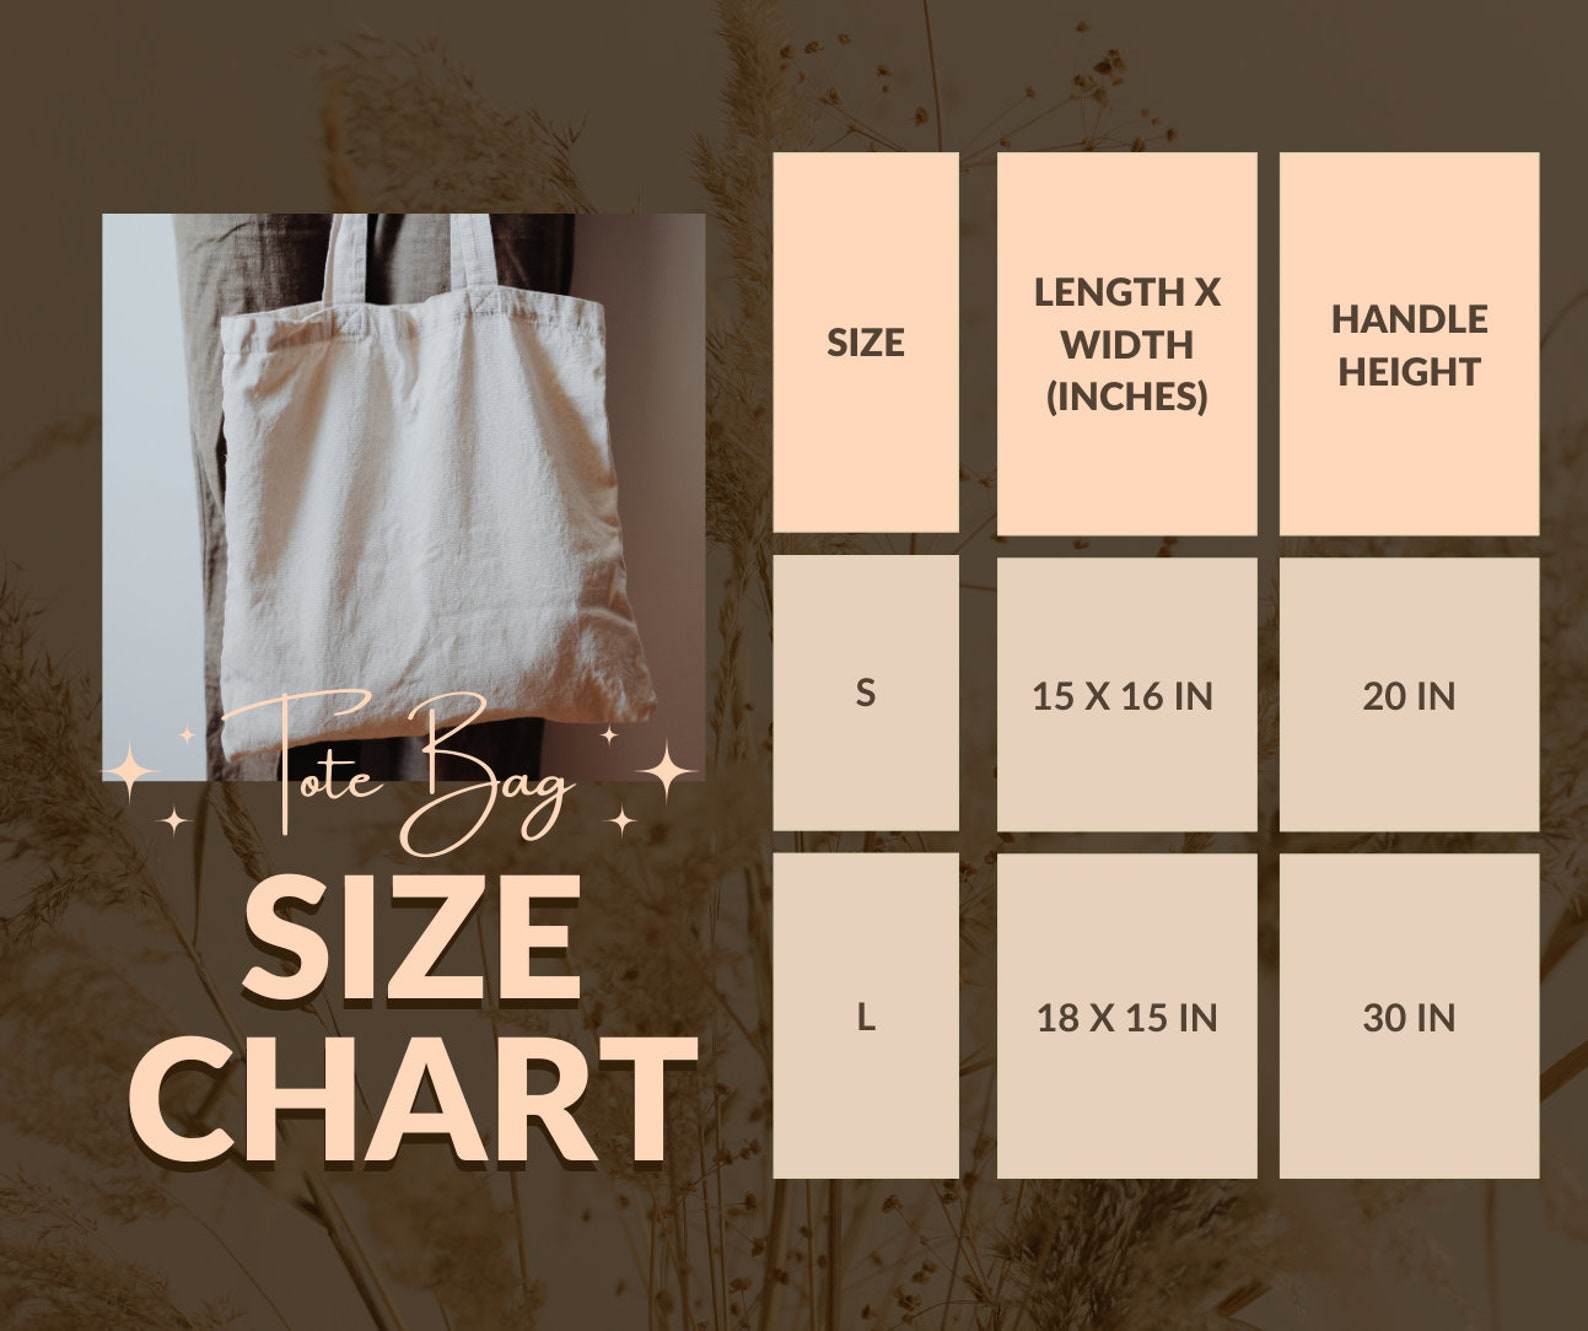 Tote Bag
SIZE
CHART
SIZE
LENGTH X
WIDTH
(INCHES)
HANDLE
HEIGHT
S
15 X 16 IN
20 IN
L
18 X 15 IN
30 IN